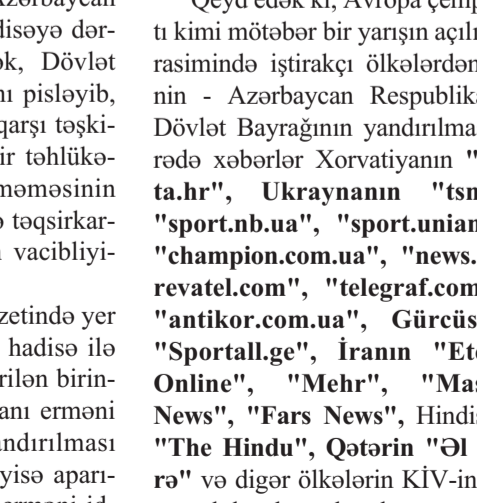 Azərbaycan
disəyə dər-
ək, Dövlət
nı pisləyib,
qarşı təşki-
ir təhlükə-
məməsinin
ə təqsirkar-
n vacibliyi-
zetində yer
hadisə ilə
rilən birin-
anı erməni
andırılması
yisə aparı-
Qeyd edək ki, Avropa çemp
tı kimi mötəbər bir yarışın açılı
rasimində iştirakçı ölkələrdən
nin - Azərbaycan Respublika
Dövlət Bayrağının yandırılma
rədə xəbərlər Xorvatiyanın "
ta.hr", Ukraynanın "tsn
"sport.nb.ua", "sport.unian
"champion.com.ua", "news.
revatel.com", "telegraf.com
"antikor.com.ua", Gürcüs
"Sportall.ge", İranın "Ete
Online", "Mehr", "Mas
News", "Fars News", Hindis
"The Hindu", Qətərin "Əl
rə" və digər ölkələrin KİV-in